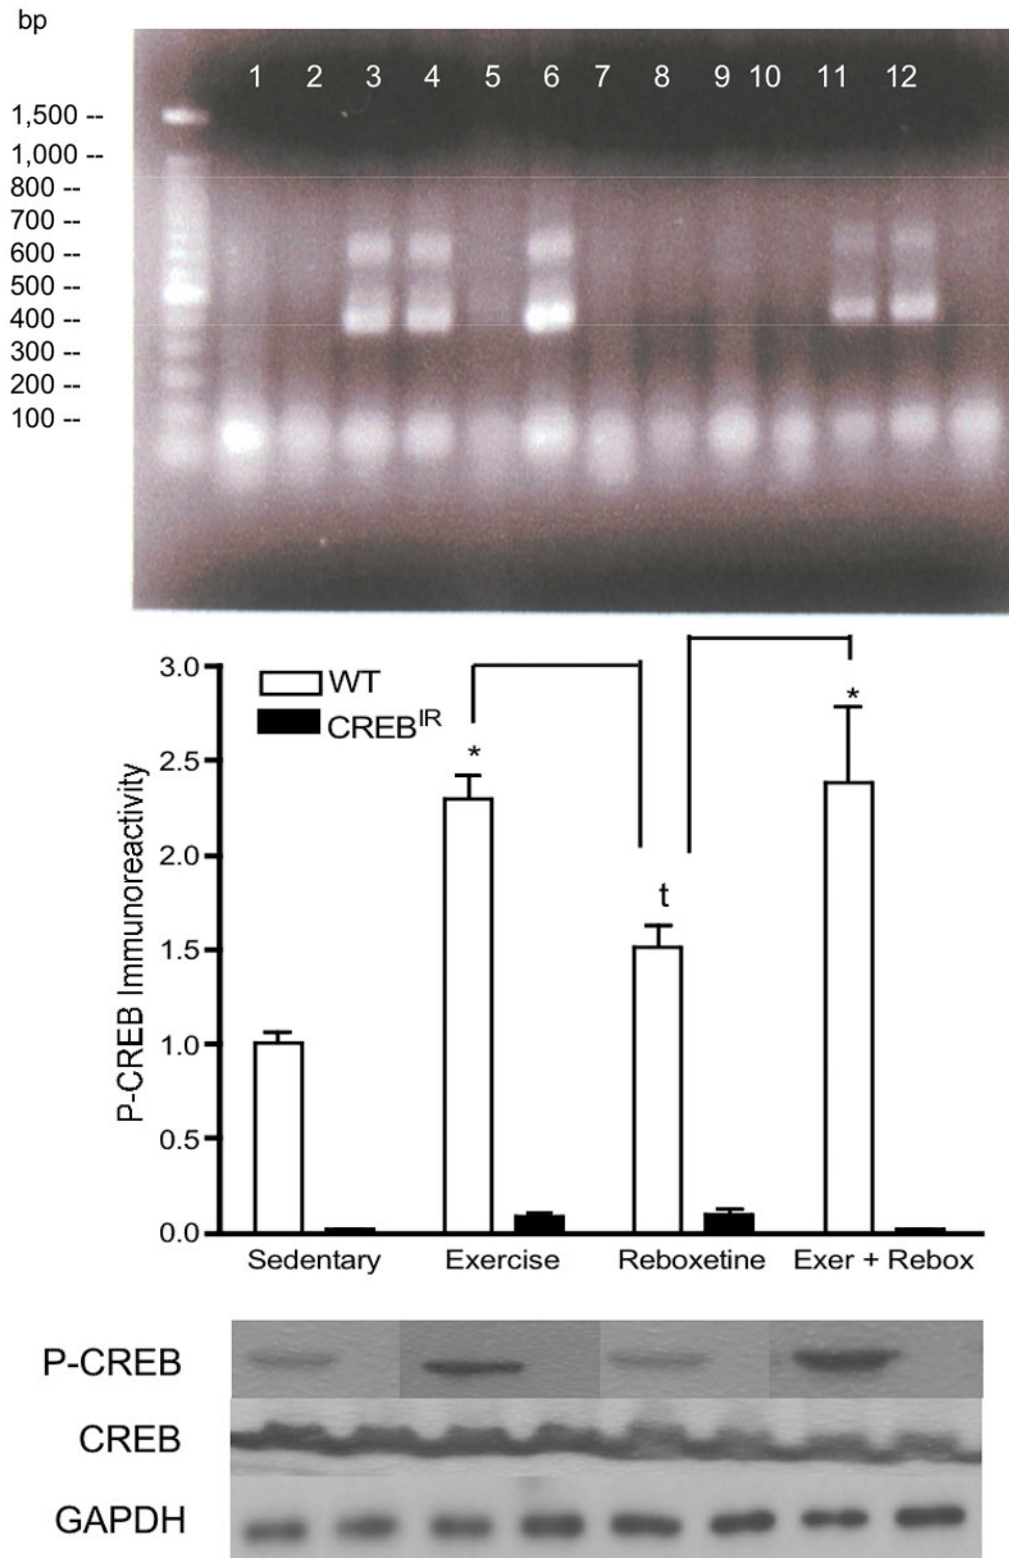 bp
1 2 3 4 5 6 7 8 9 10 11 12
1,500 --
1,000 --
800 --
700 --
600 --
500 --
400 --
300 --
200 --
100 --
P-CREB Immunoreactivity
3.0
2.5
2.0
1.5
1.0
0.5
0.0
WT
CREB^IR
*
t
*
Sedentary Exercise Reboxetine Exer + Rebox
P-CREB
CREB
GAPDH